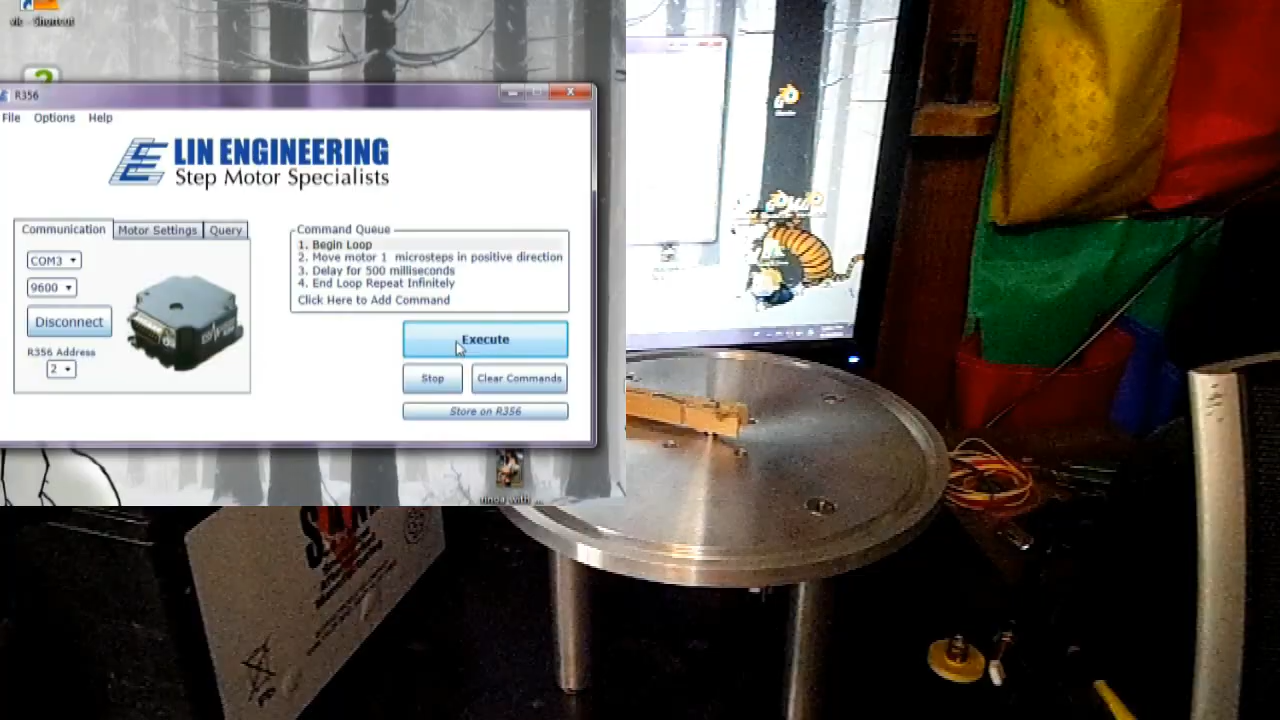 vlc - Shortcut
R356
File Options Help
LIN ENGINEERING
Step Motor Specialists
Communication Motor Settings Query
COM3
9600
Disconnect
R356 Address
2
Command Queue
1. Begin Loop
2. Move motor 1 microsteps in positive direction
3. Delay for 500 milliseconds
4. End Loop Repeat Infinitely
Click Here to Add Command
Execute
Stop Clear Commands
Store on R356